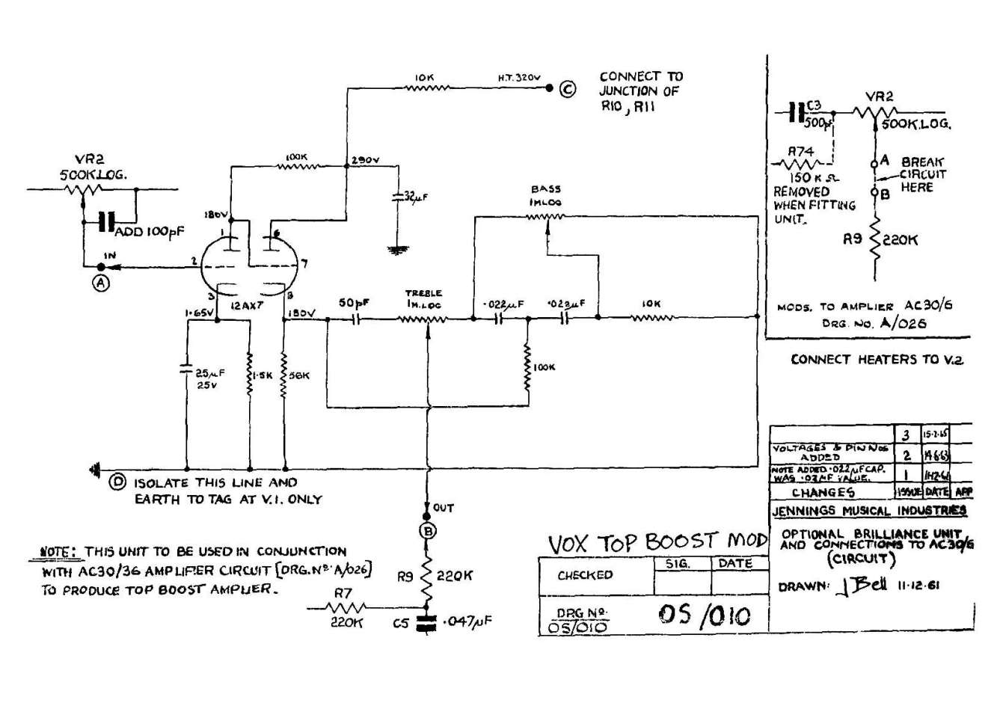 10K
H.T. 320V
C
CONNECT TO
JUNCTION OF
R10, R11
VR2
500K.LOG.
ADD 100pF
IN
A
100K
290V
32µF
180V
1
6
2
7
3
8
12AX7
1.65V
180V
25µF
25V
1.5K
56K
50pF
TREBLE
1M.LOG
BASS
1M LOG
.022µF
.022µF
10K
100K
D ISOLATE THIS LINE AND
EARTH TO TAG AT V.1. ONLY
OUT
B
R9 220K
R7
220K
C5 .047µF
NOTE: THIS UNIT TO BE USED IN CONJUNCTION
WITH AC30/36 AMPLIFIER CIRCUIT [DRG. Nº A/026]
TO PRODUCE TOP BOOST AMPLIER.
C3
500pF
VR2
500K.LOG.
R74
150KΩ
REMOVED
WHEN FITTING
UNIT.
A
BREAK
CIRCUIT
HERE
B
R9 220K
MODS. TO AMPLIER AC30/6
DRG. NO. A/026
CONNECT HEATERS TO V.2
3
VOLTAGES & PIN Nos
ADDED 2
NOTE ADDED .022µF CAP.
WAS .02µF VALUE. 1
CHANGES ISSUE DATE APP
JENNINGS MUSICAL INDUSTRIES
OPTIONAL BRILLIANCE UNIT
AND CONNECTIONS TO AC30/6
(CIRCUIT)
DRAWN: J Bell 11-12-61
VOX TOP BOOST MOD
SIG. DATE
CHECKED
DRG Nº
OS/010
OS/010